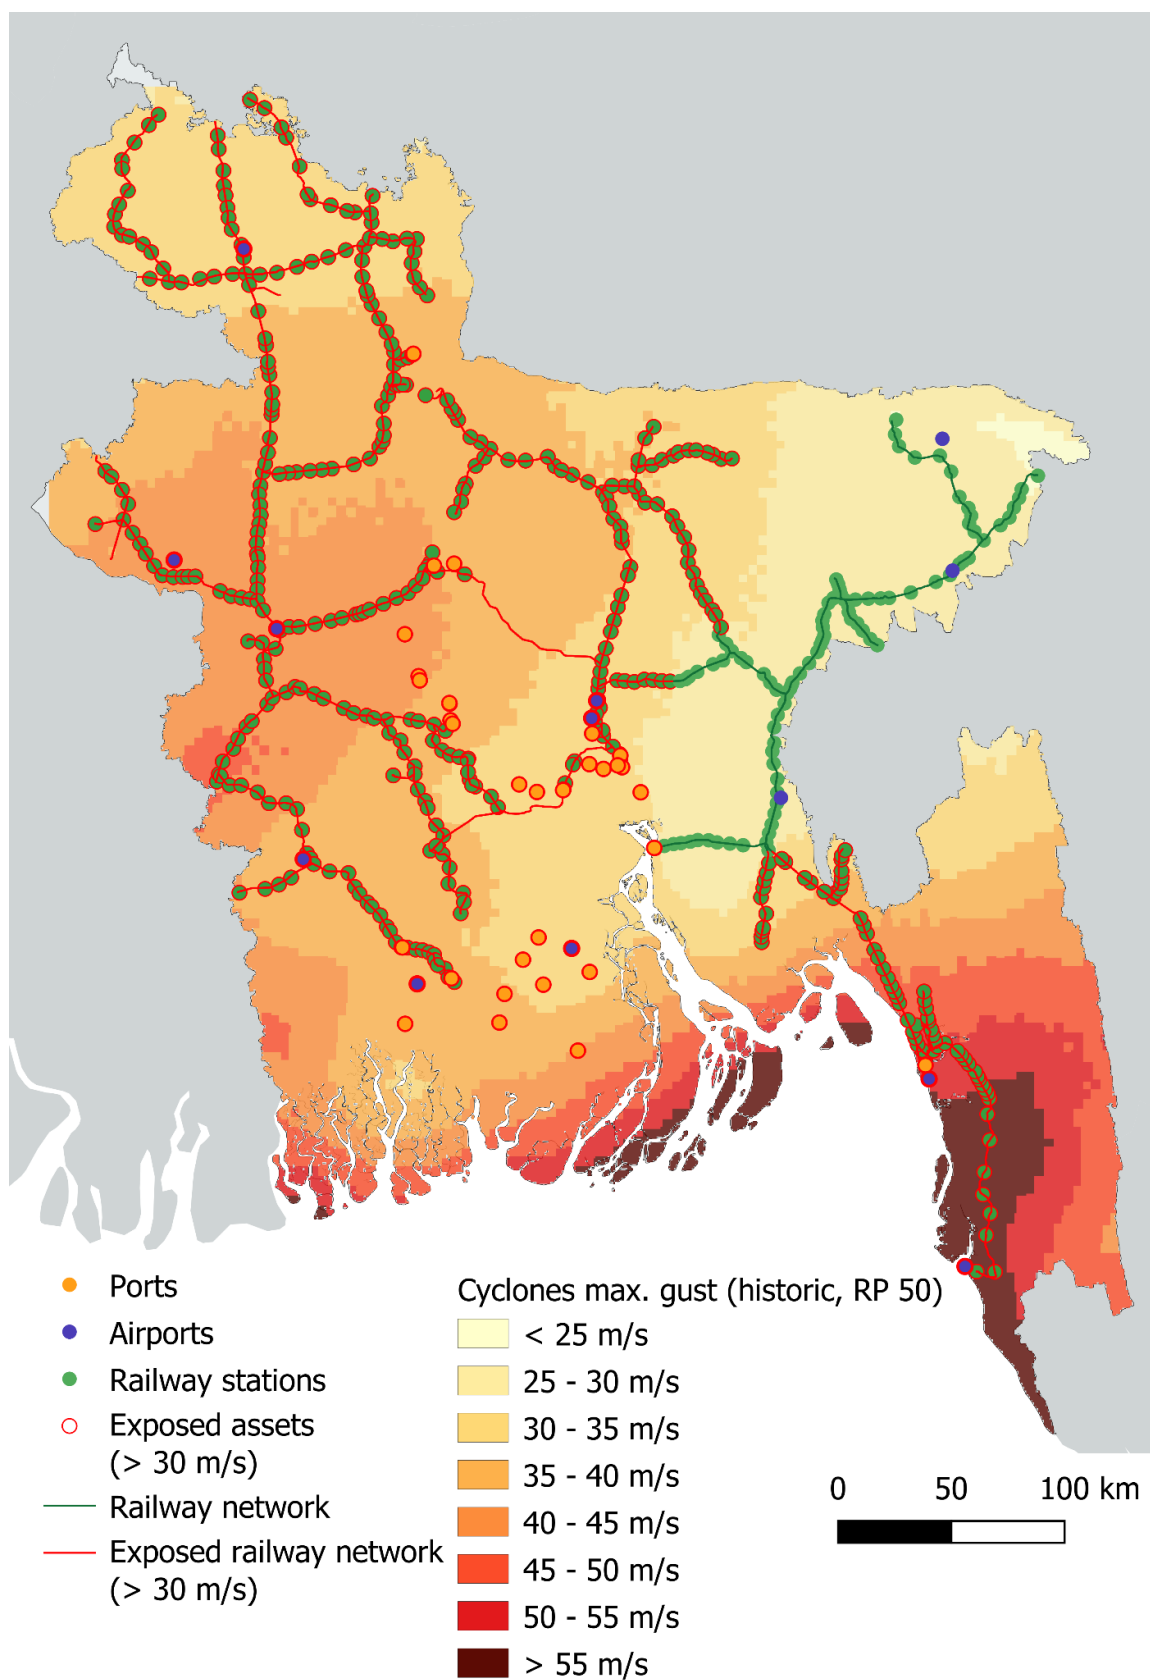 Ports
Airports
Railway stations
Exposed assets
(> 30 m/s)
Railway network
Exposed railway network
(> 30 m/s)
Cyclones max. gust (historic, RP 50)
< 25 m/s
25 - 30 m/s
30 - 35 m/s
35 - 40 m/s
40 - 45 m/s
45 - 50 m/s
50 - 55 m/s
> 55 m/s
0 50 100 km